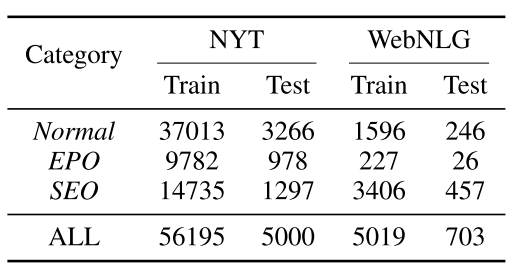 Category NYT WebNLG
Train Test Train Test
Normal 37013 3266 1596 246
EPO 9782 978 227 26
SEO 14735 1297 3406 457
ALL 56195 5000 5019 703